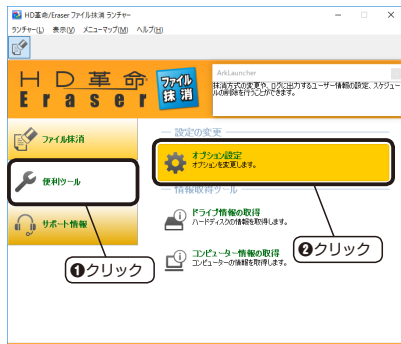 HD革命/Eraser ファイル抹消 ランチャー
ランチャー(L) 表示(V) メニューマップ(M) ヘルプ(H)
HD革命
Eraser
ファイル
抹消
ArkLauncher
抹消方式の変更や、ログに出力するユーザー情報の設定、スケジュー
ルの削除を行うことができます。
ファイル抹消
便利ツール
サポート情報
設定の変更
オプション設定
オプションを変更します。
情報取得ツール
ドライブ情報の取得
ハードディスクの情報を取得します。
コンピューター情報の取得
コンピューターの情報を取得します。
❶クリック
❷クリック